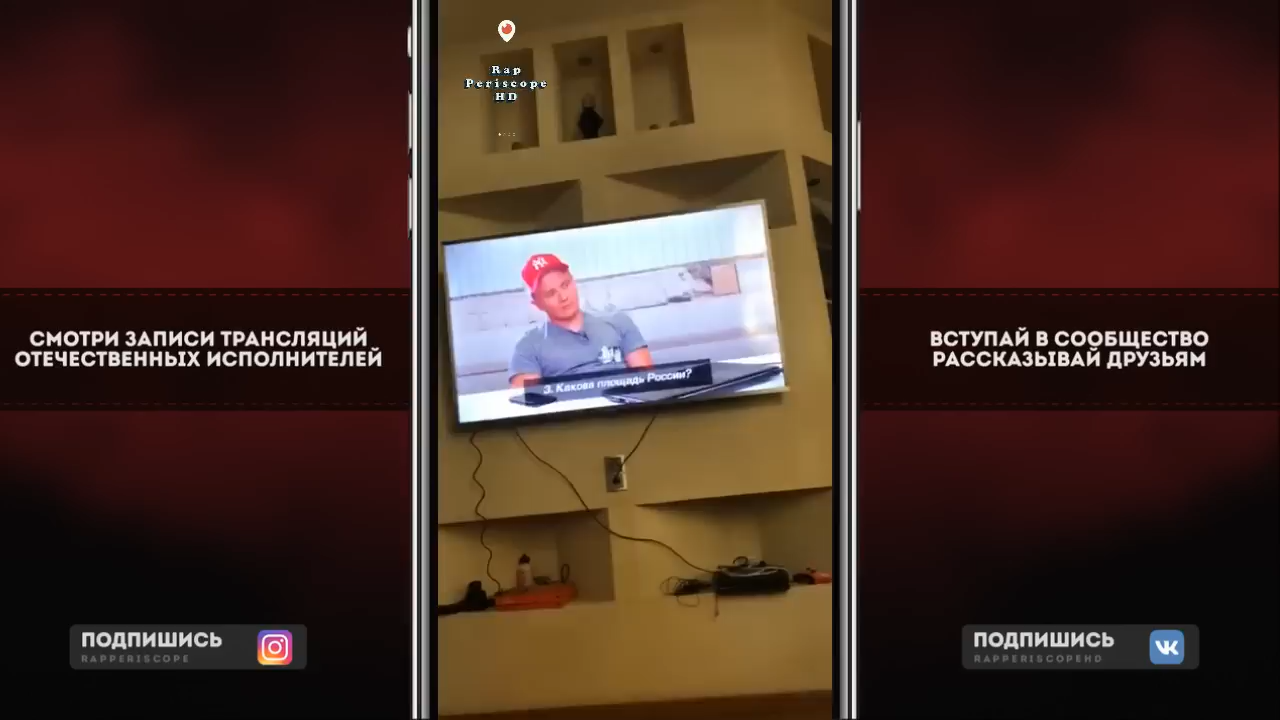 Rap
Periscope
HD
СМОТРИ ЗАПИСИ ТРАНСЛЯЦИЙ
ОТЕЧЕСТВЕННЫХ ИСПОЛНИТЕЛЕЙ
ВСТУПАЙ В СООБЩЕСТВО
РАССКАЗЫВАЙ ДРУЗЬЯМ
3. Какова площадь России?
ПОДПИШИСЬ
RAPPERISCOPE
ПОДПИШИСЬ
RAPPERISCOPEHD